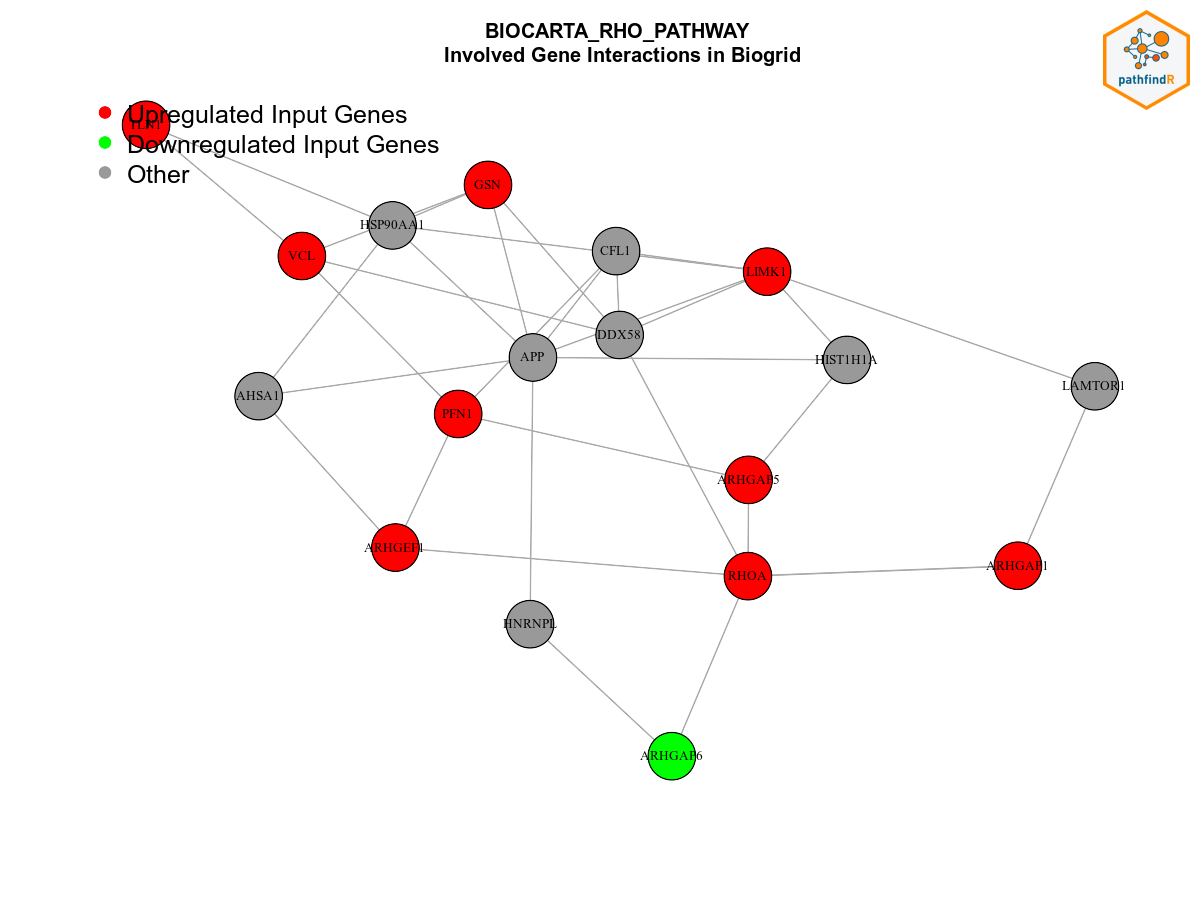 BIOCARTA_RHO_PATHWAY
Involved Gene Interactions in Biogrid
pathfindR
Upregulated Input Genes
TLN1
Downregulated Input Genes
Other
GSN
HSP90AA1
CFL1
VCL
LIMK1
DDX58
APP
HIST1H1A
LAMTOR1
AHSA1
PFN1
ARHGAP5
ARHGEF1
ARHGAP1
RHOA
HNRNPL
ARHGAP6